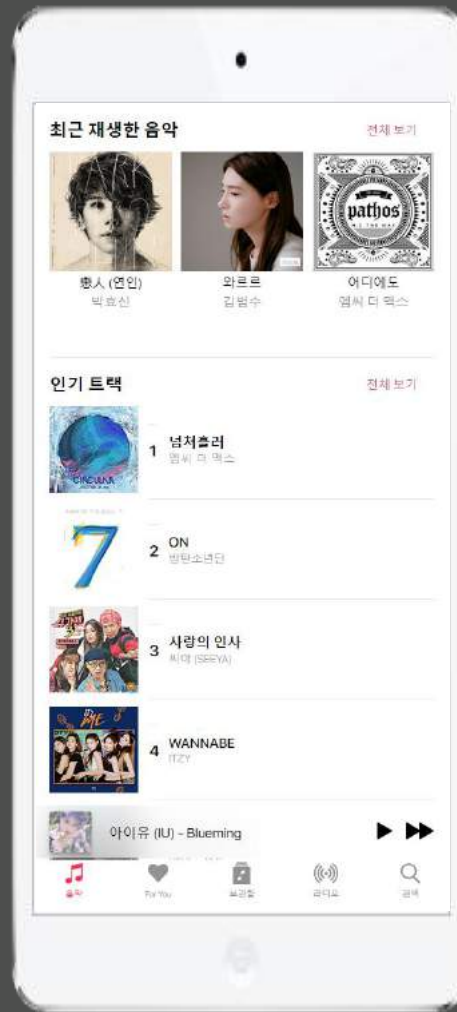 최근 재생한 음악
전체 보기
pathos
戀人 (연인)
와르르
어디에도
박효신
김범수
엠씨 더 맥스
인기 트랙
전체 보기
CIRCULAR
1 넘쳐흘러
엠씨 더 맥스
7
2 ON
방탄소년단
3 사랑의 인사
씨야 (SEEYA)
ME
4 WANNABE
ITZY
아이유 (IU) - Blueming
음악
For You
보관함
라디오
검색